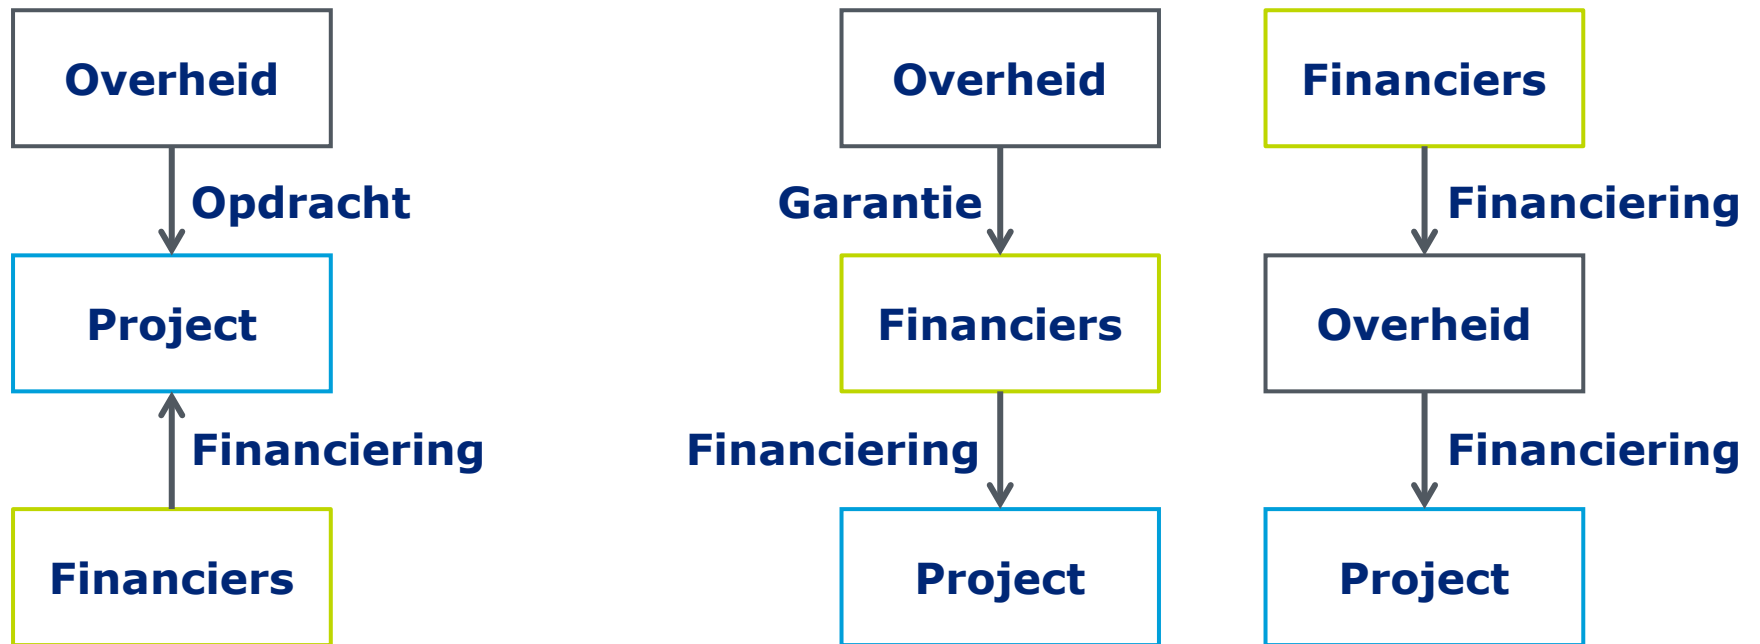 Overheid
Opdracht
Project
Financiering
Financiers
Overheid
Garantie
Financiers
Financiering
Project
Financiers
Financiering
Overheid
Financiering
Project